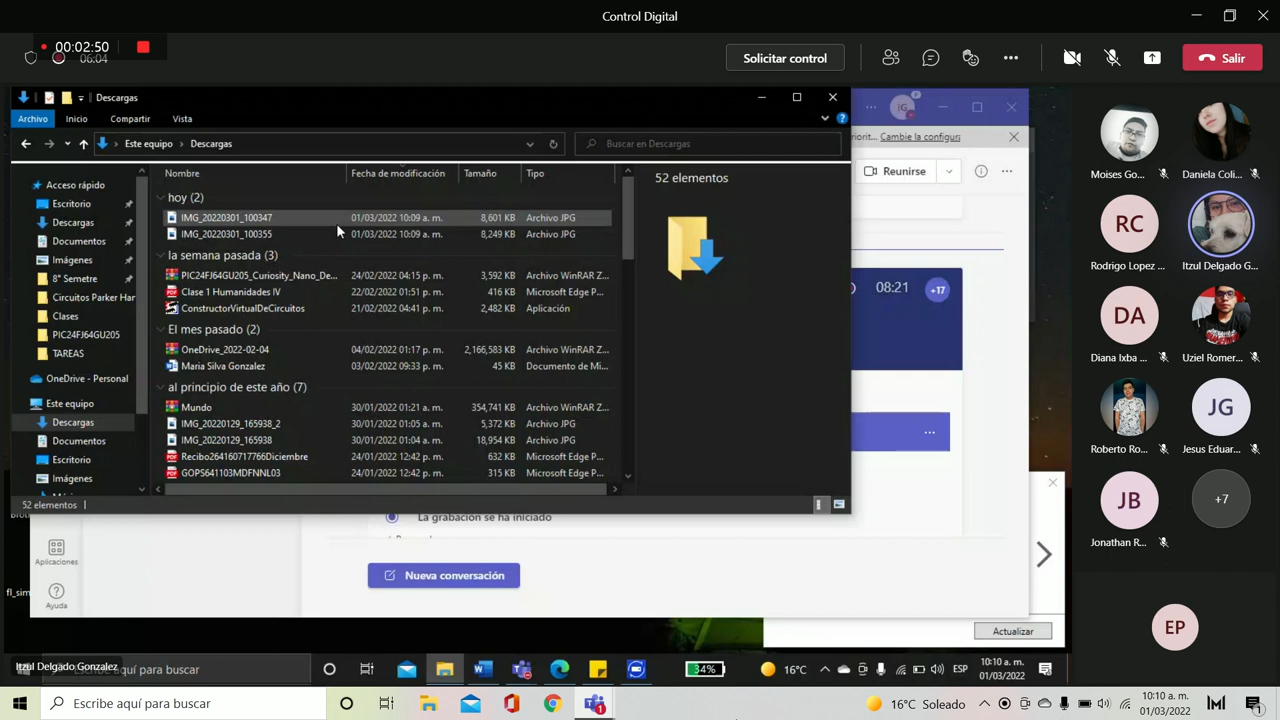 Control Digital
00:02:50
06:04
Solicitar control
Salir
Descargas
Archivo Inicio Compartir Vista
Este equipo > Descargas
Buscar en Descargas
Cambie la configura
Reunirse
Nombre Fecha de modificación Tamaño Tipo
52 elementos
Acceso rápido
Escritorio
Descargas
Documentos
Imágenes
8° Semetre
Circuitos Parker Har
Clases
PIC24FJ64GU205
TAREAS
OneDrive - Personal
Este equipo
Descargas
Documentos
Escritorio
Imágenes
hoy (2)
IMG_20220301_100347 01/03/2022 10:09 a. m. 8,601 KB Archivo JPG
IMG_20220301_100355 01/03/2022 10:09 a. m. 8,249 KB Archivo JPG
la semana pasada (3)
PIC24FJ64GU205_Curiosity_Nano_De... 24/02/2022 04:15 p. m. 3,592 KB Archivo WinRAR Z...
Clase 1 Humanidades IV 22/02/2022 01:51 p. m. 416 KB Microsoft Edge P...
ConstructorVirtualDeCircuitos 21/02/2022 04:41 p. m. 2,482 KB Aplicación
El mes pasado (2)
OneDrive_2022-02-04 04/02/2022 01:17 p. m. 2,166,583 KB Archivo WinRAR Z...
Maria Silva Gonzalez 03/02/2022 09:33 p. m. 45 KB Documento de Mi...
al principio de este año (7)
Mundo 30/01/2022 01:21 a. m. 354,741 KB Archivo WinRAR Z...
IMG_20220129_165938_2 30/01/2022 01:05 a. m. 5,372 KB Archivo JPG
IMG_20220129_165938 30/01/2022 01:04 a. m. 18,954 KB Archivo JPG
Recibo264160717766Diciembre 24/01/2022 12:42 p. m. 632 KB Microsoft Edge P...
GOPS641103MDFNNL03 24/01/2022 12:42 p. m. 315 KB Microsoft Edge P...
52 elementos
iG
P
08:21
+17
La grabación se ha iniciado
Nueva conversación
Aplicaciones
Ayuda
fl_sim
Actualizar
Moises Go...
Daniela Coli...
RC
Rodrigo Lopez ...
Itzul Delgado G...
DA
Diana Ixba ...
Uziel Romer...
Roberto Ro...
JG
Jesus Eduar...
JB
Jonathan R...
+7
EP
Itzul Delgado Gonzalez
aquí para buscar
34%
16°C
ESP
10:10 a. m.
01/03/2022
Escribe aquí para buscar
16°C Soleado
10:10 a. m.
01/03/2022
1